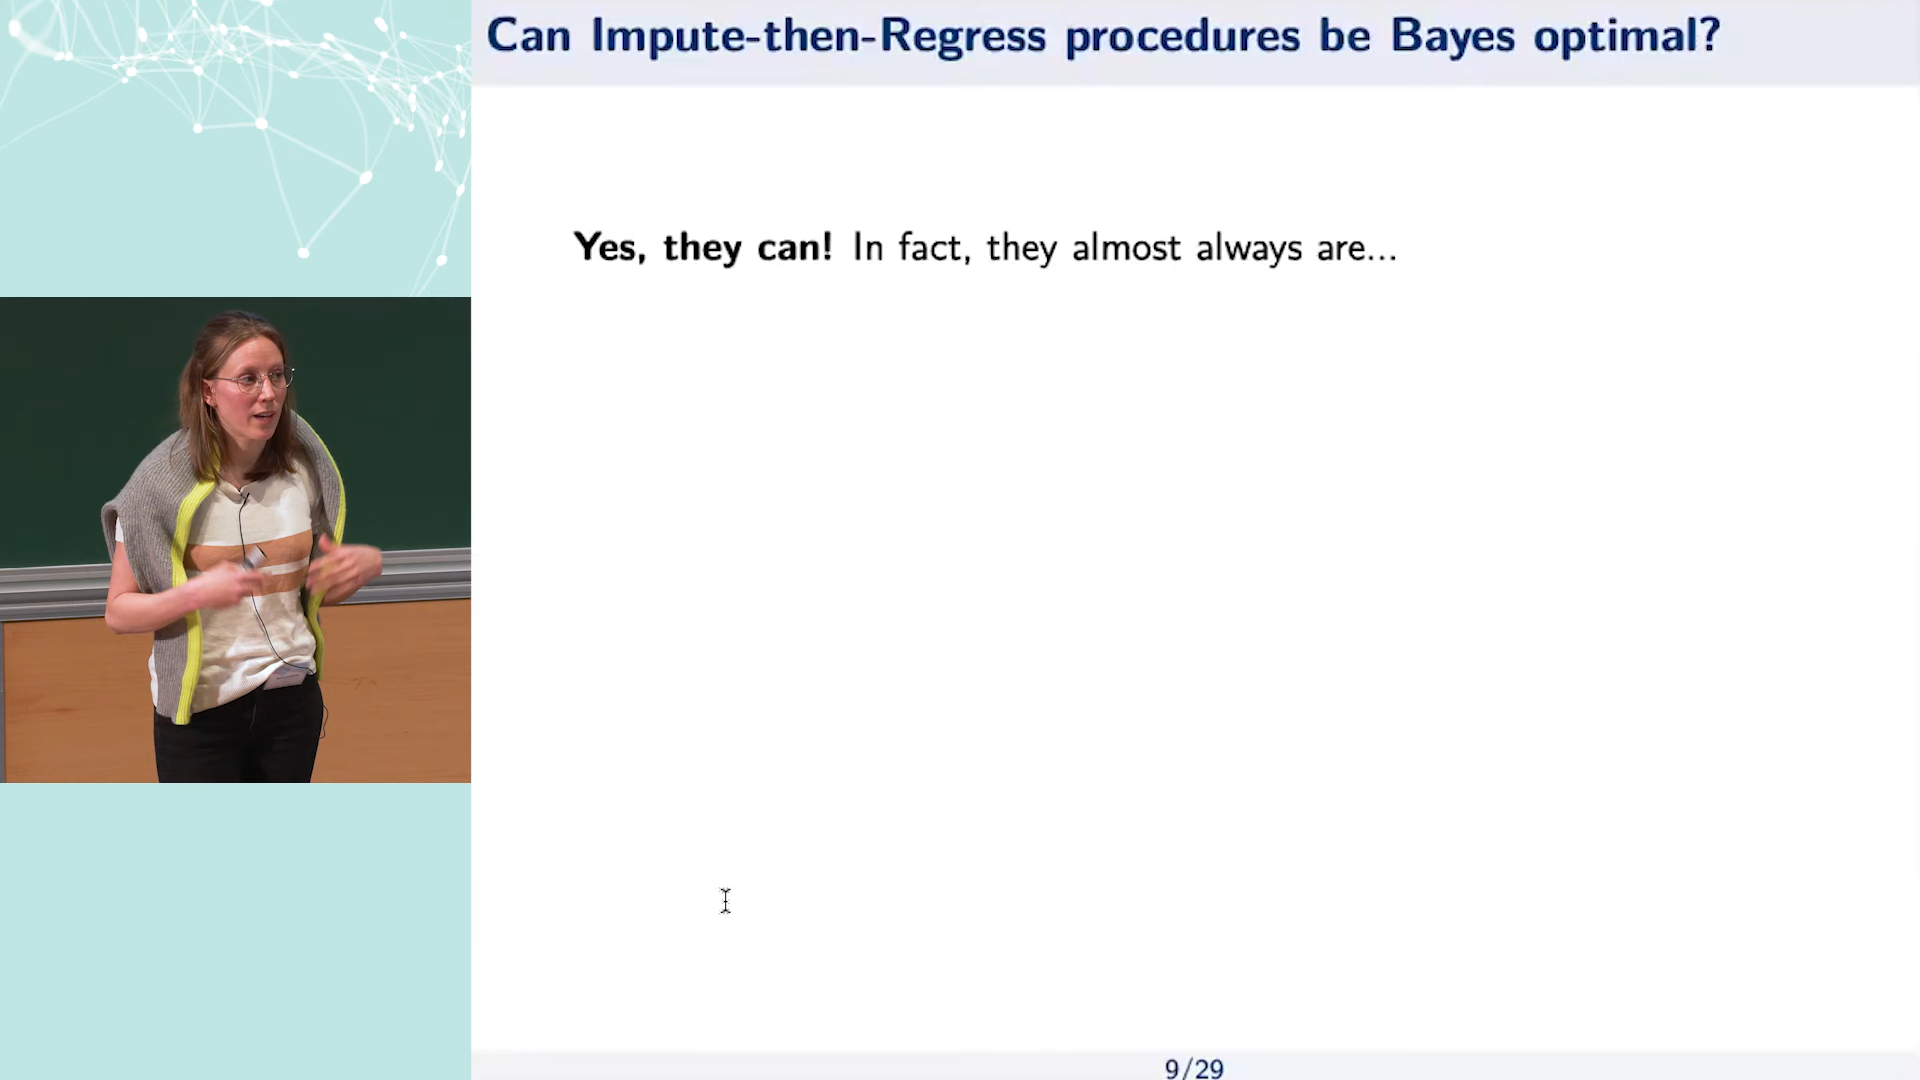 Can Impute-then-Regress procedures be Bayes optimal?
Yes, they can! In fact, they almost always are...
9/29